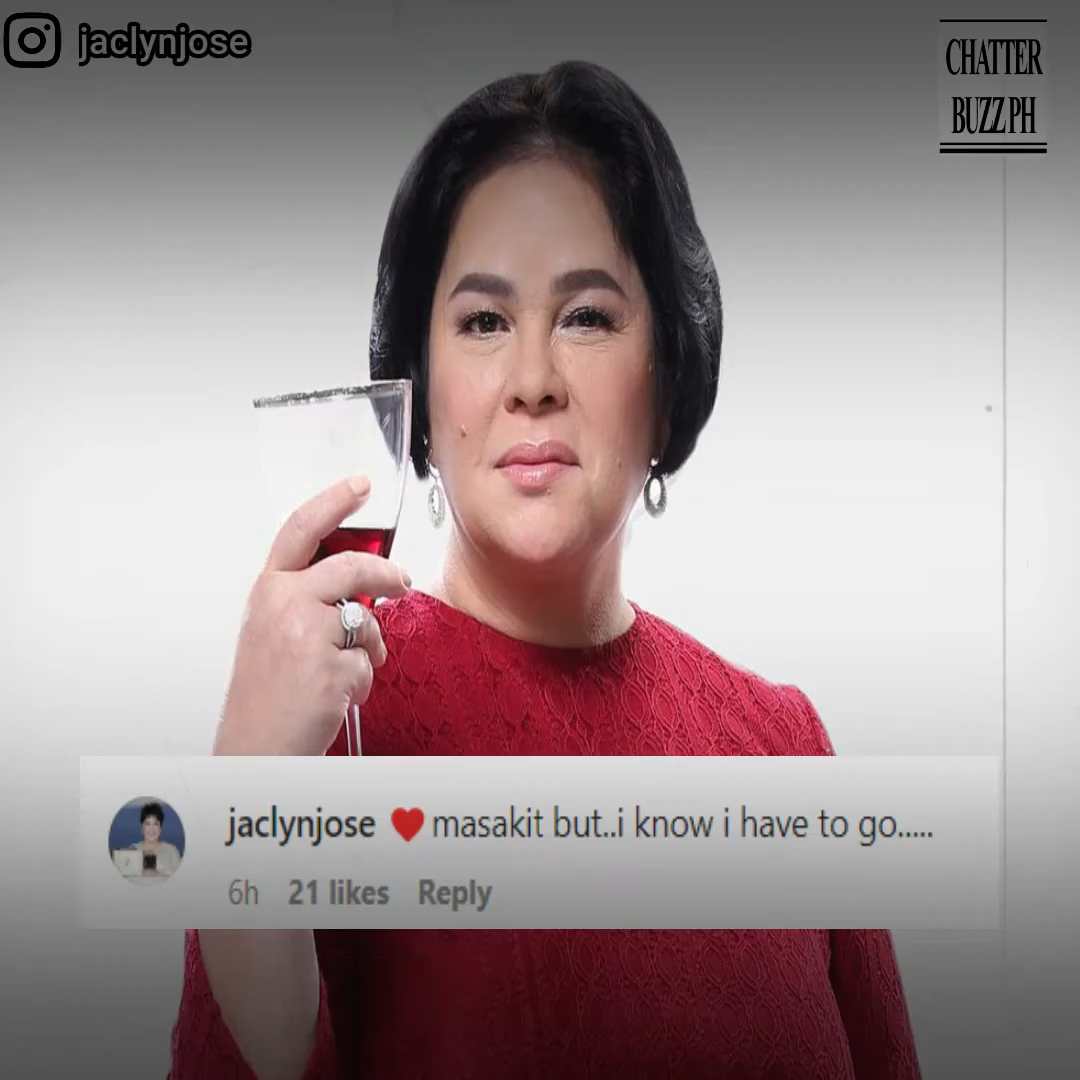 jaclynjose
CHATTER
BUZZ PH
jaclynjose ❤️ masakit but..i know i have to go.....
6h 21 likes Reply